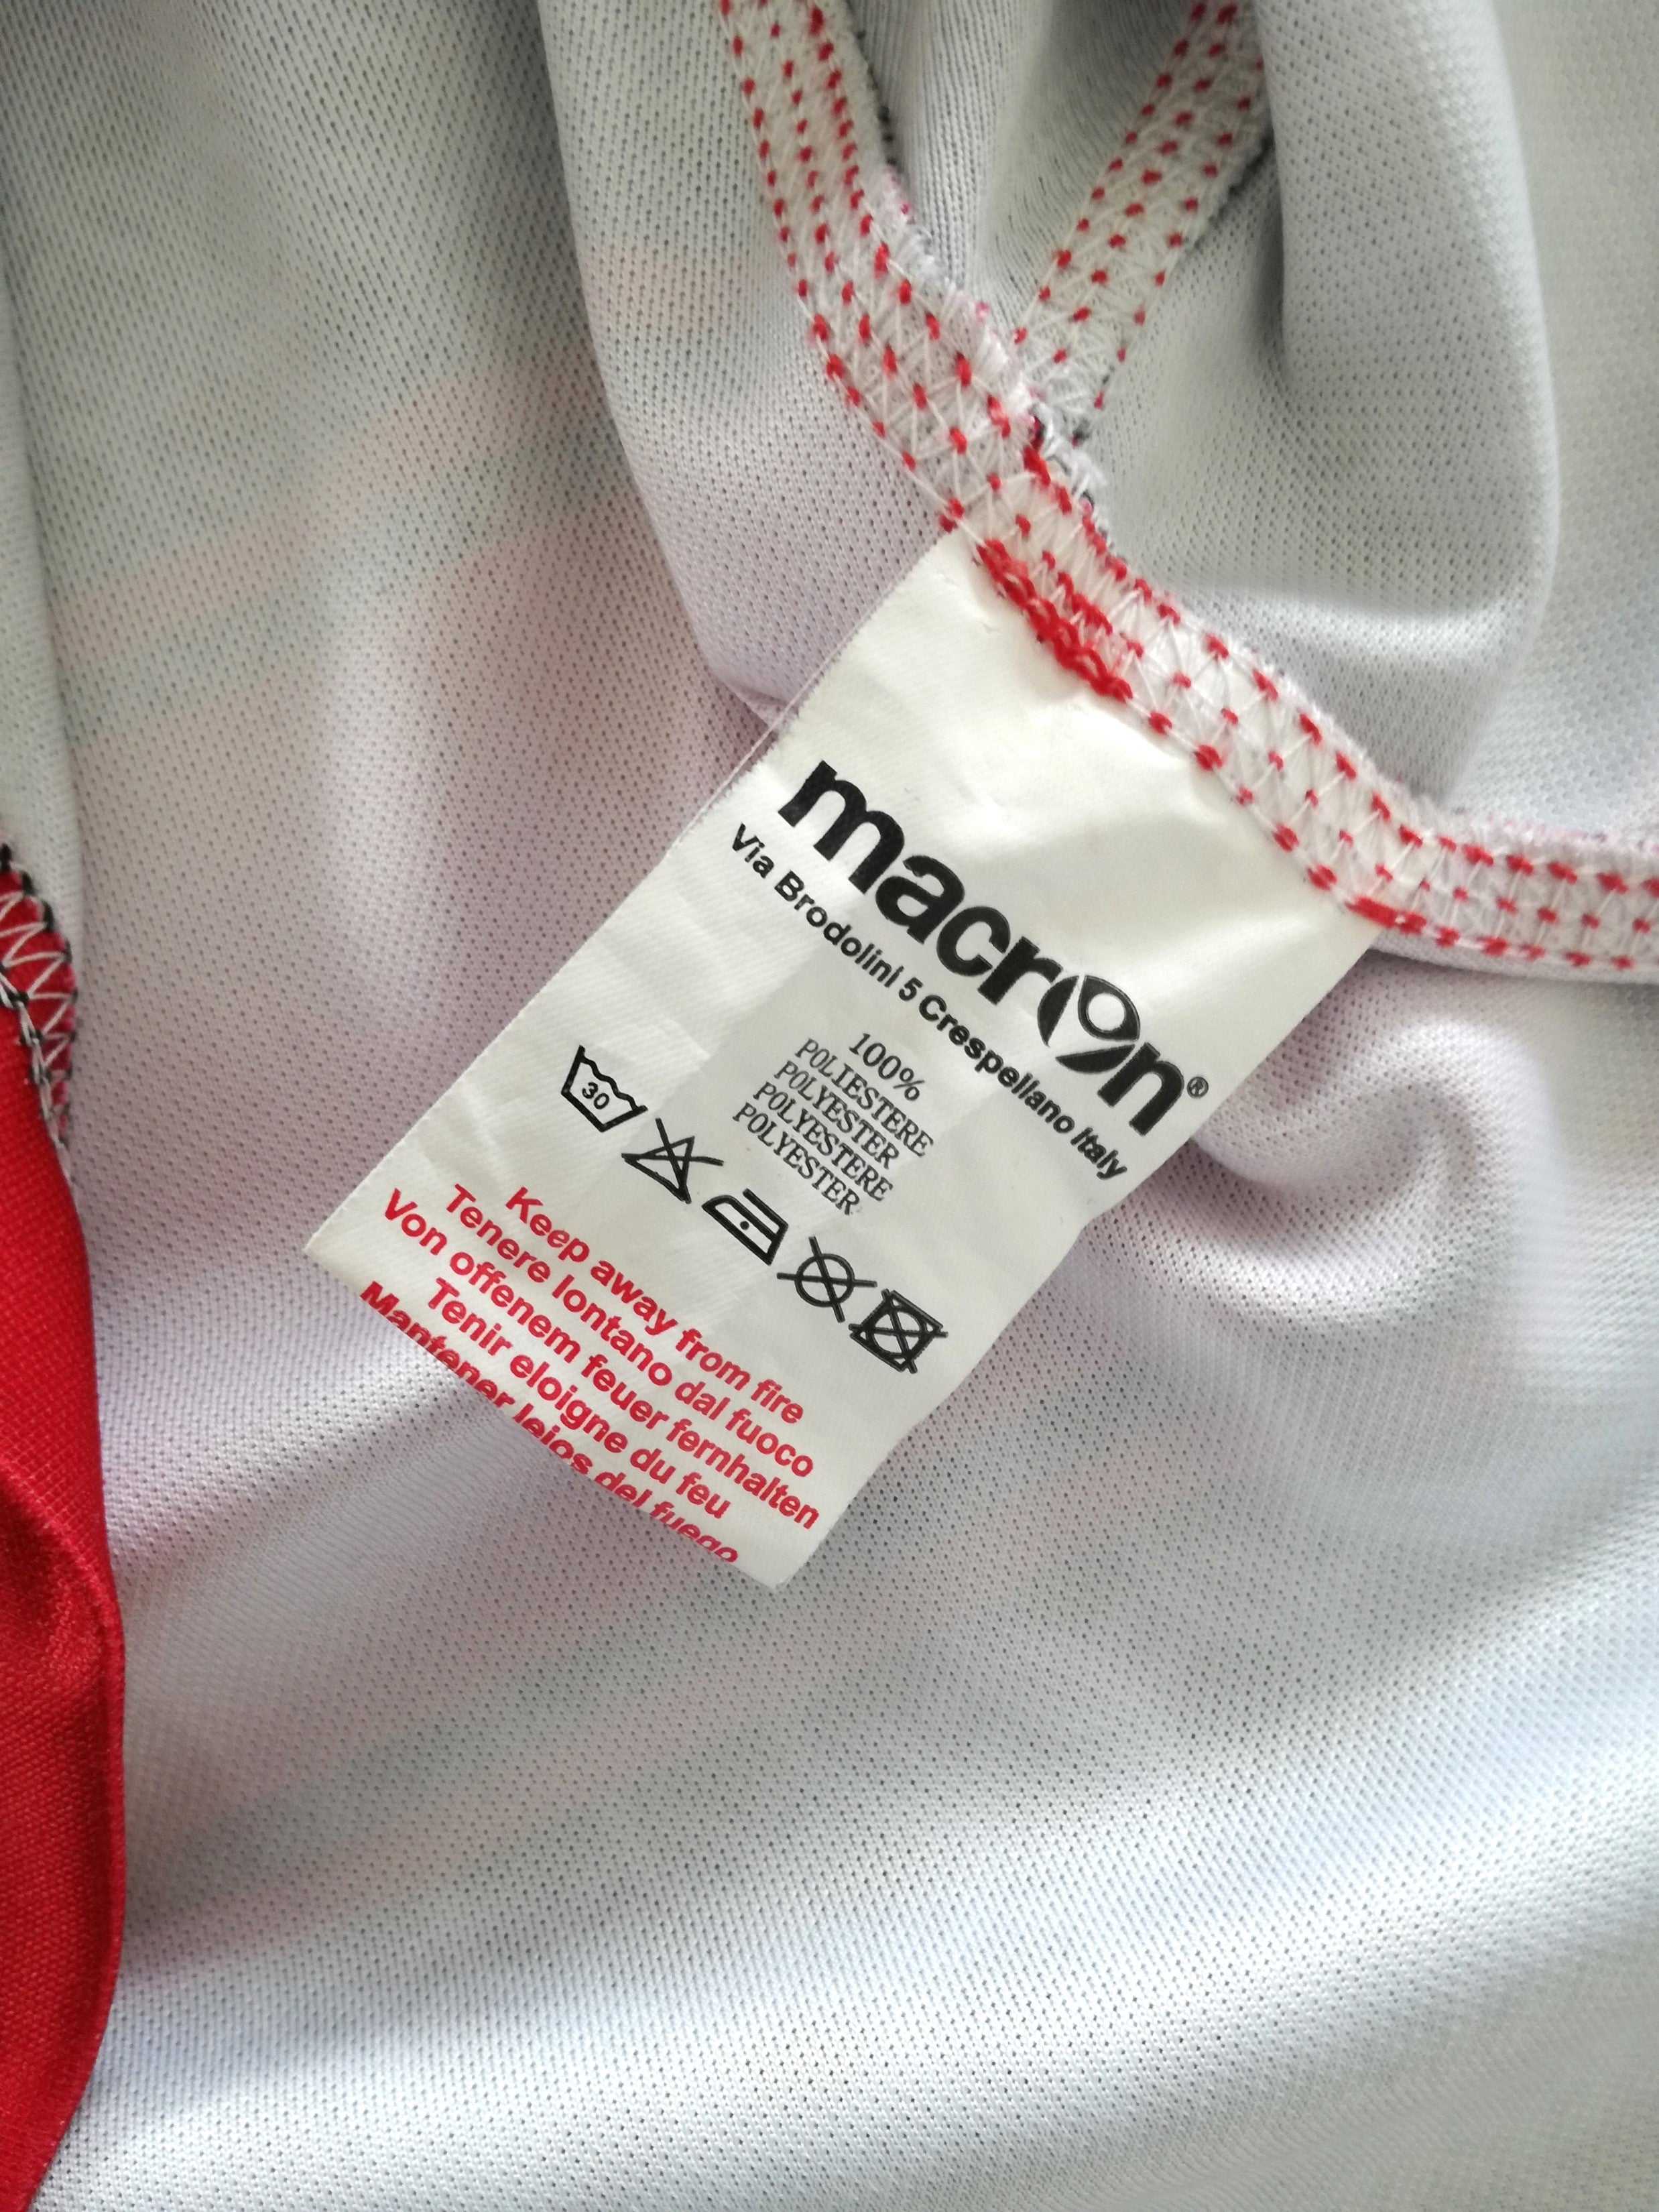 macron®
Via Brodolini 5 Crespellano Italy
100%
POLIESTERE
POLYESTER
POLYESTERE
POLYESTER
30
Keep away from fire
Tenere lontano dal fuoco
Von offenem feuer fernhalten
Tenir eloigne du feu
Mantener lejos del fuego